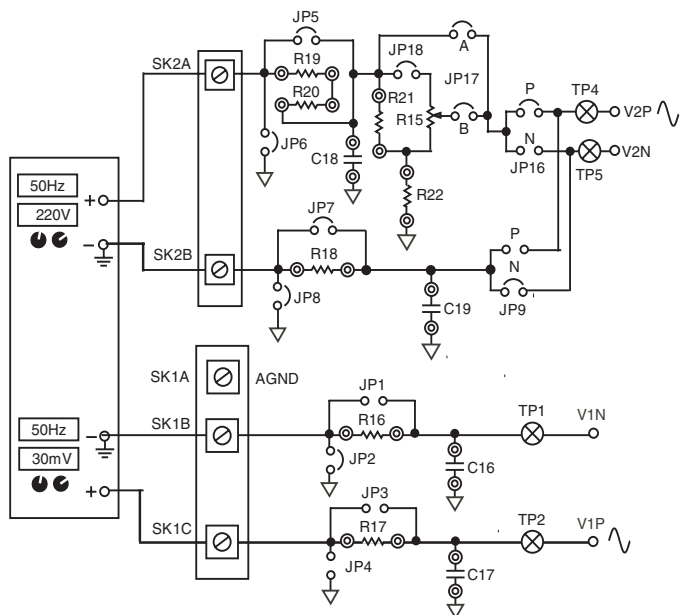 JP5
SK2A
R19
R20
JP6
C18
A
JP18
JP17
R21
R15
B
R22
P
TP4
V2P
N
V2N
JP16
TP5
50Hz
220V
+
–
SK2B
JP7
R18
JP8
C19
P
N
JP9
SK1A
AGND
JP1
50Hz
–
SK1B
R16
TP1
V1N
30mV
JP2
C16
+
JP3
SK1C
R17
TP2
V1P
JP4
C17